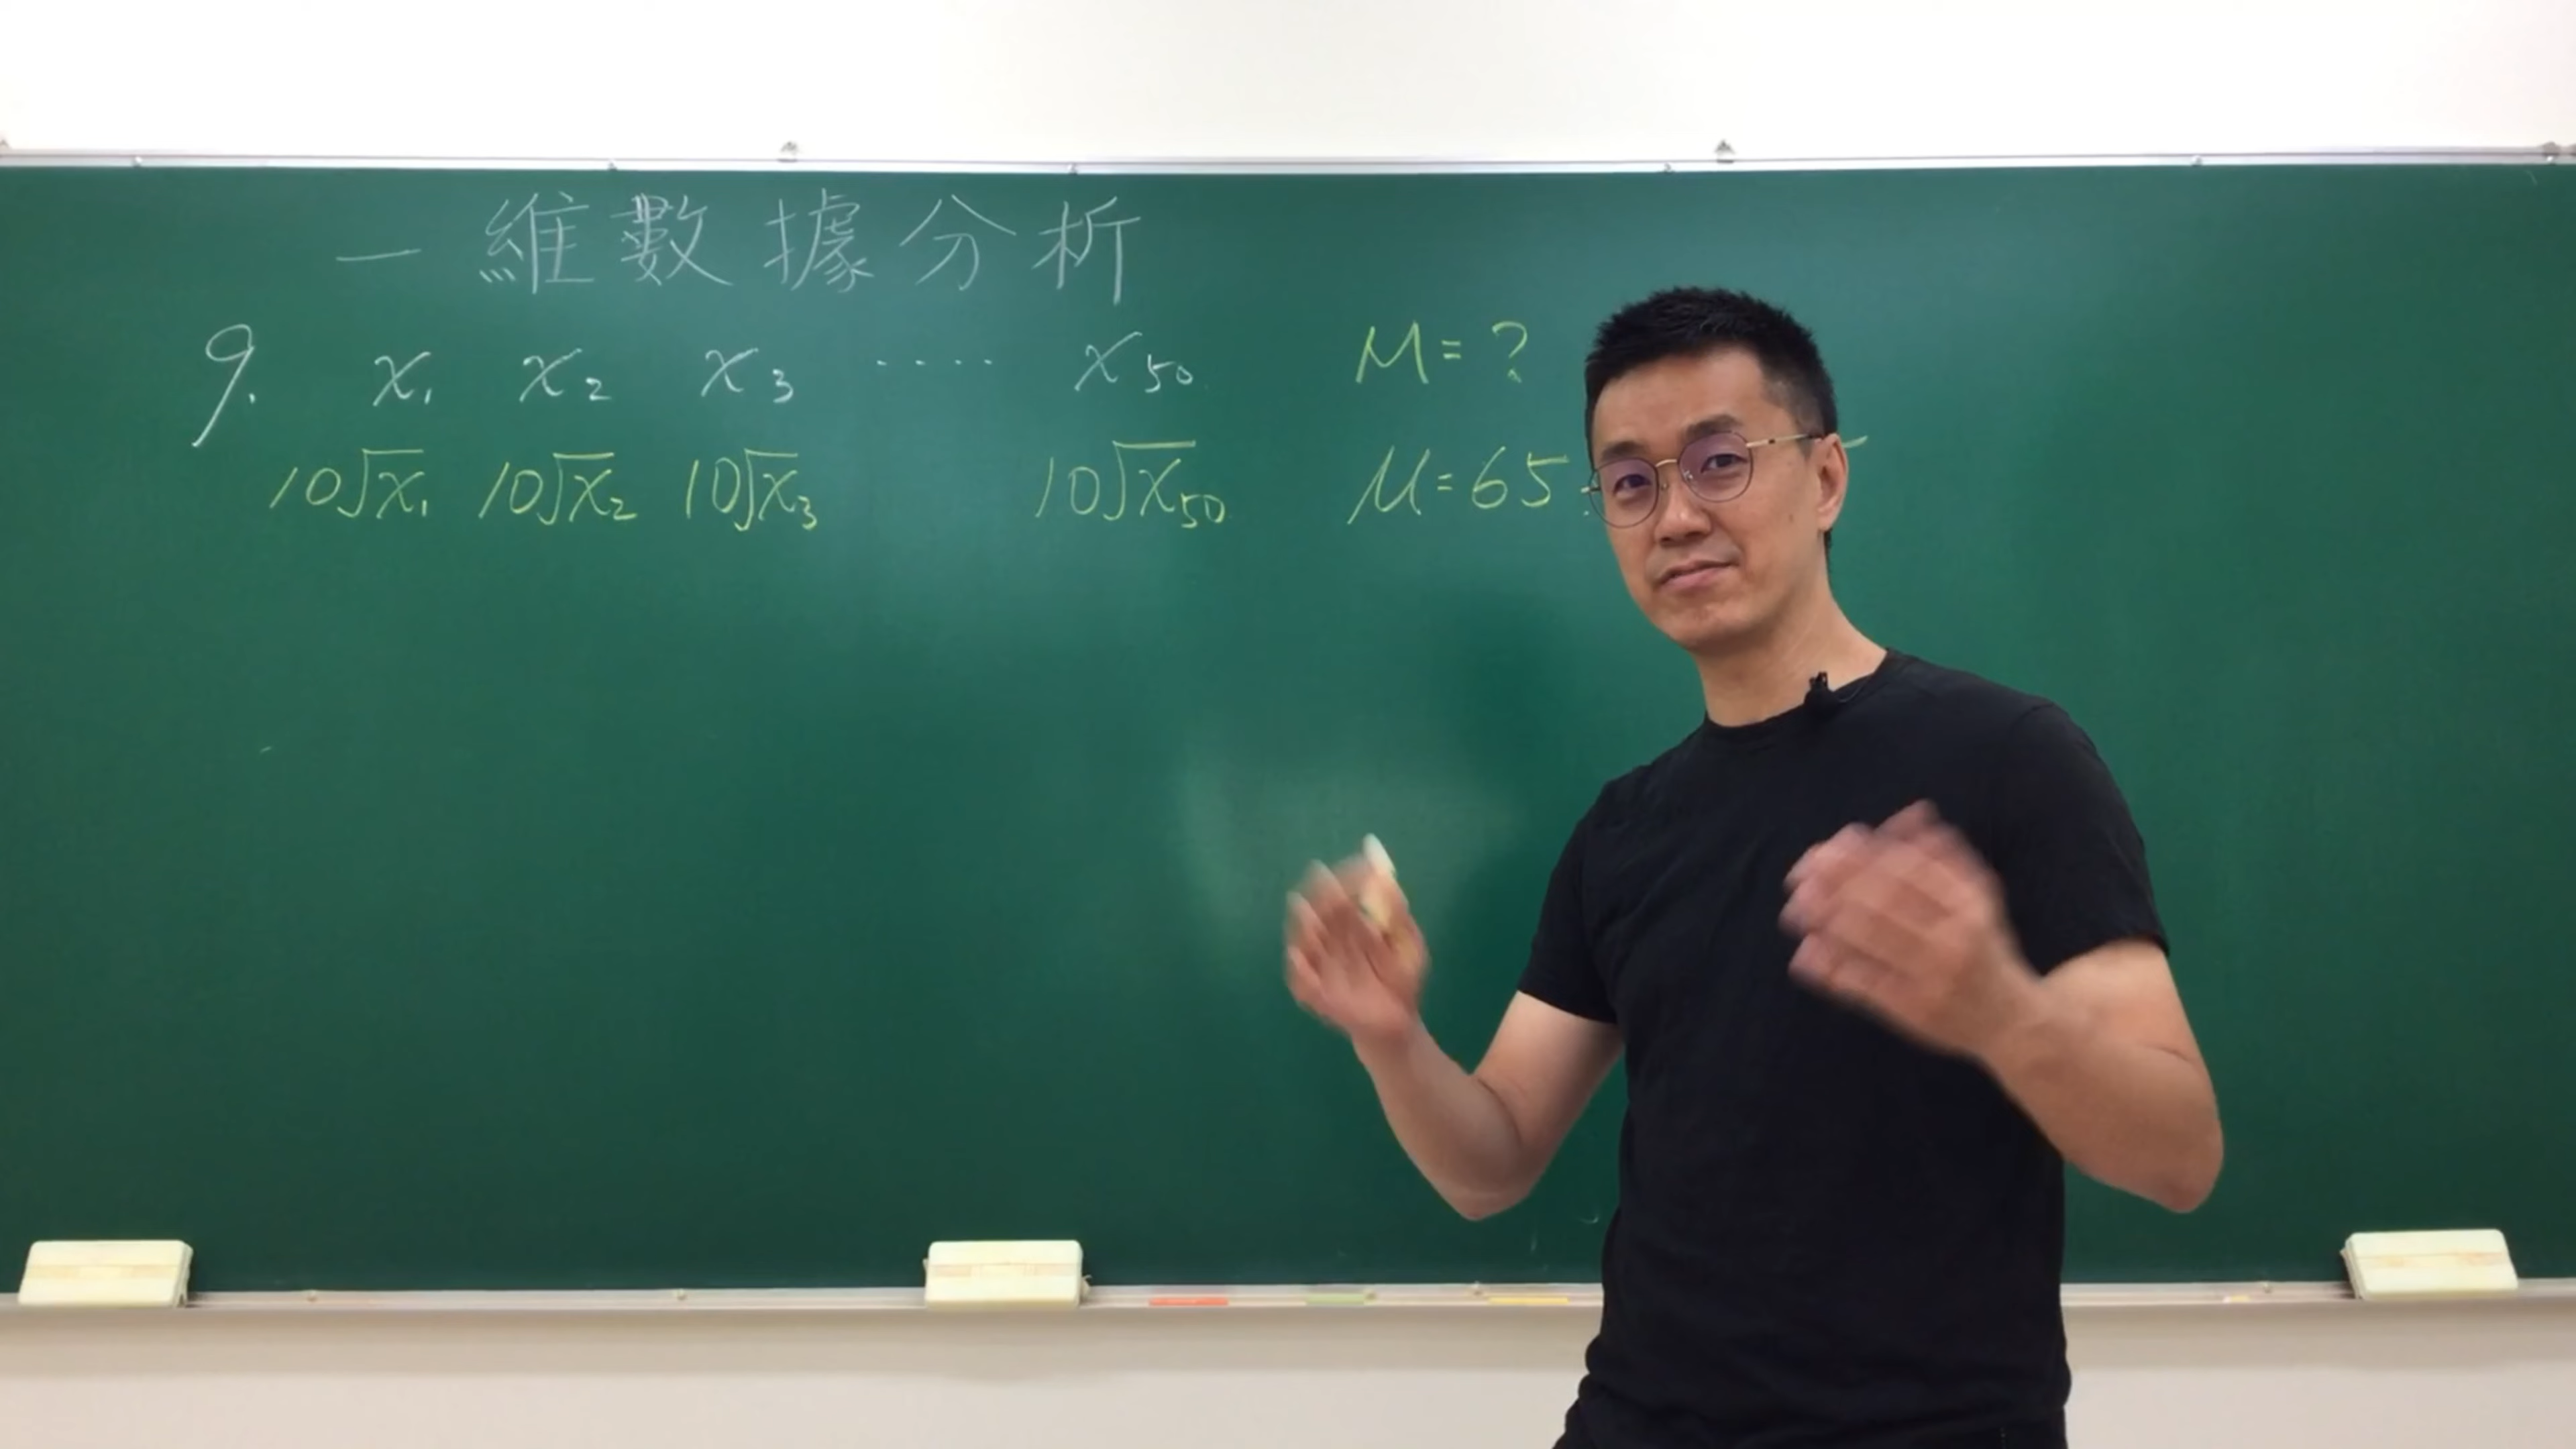 一維數據分析
9. x₁ x₂ x₃ ‥‥ x₅₀ M = ?
10√x₁ 10√x₂ 10√x₃ 10√x₅₀ M = 65